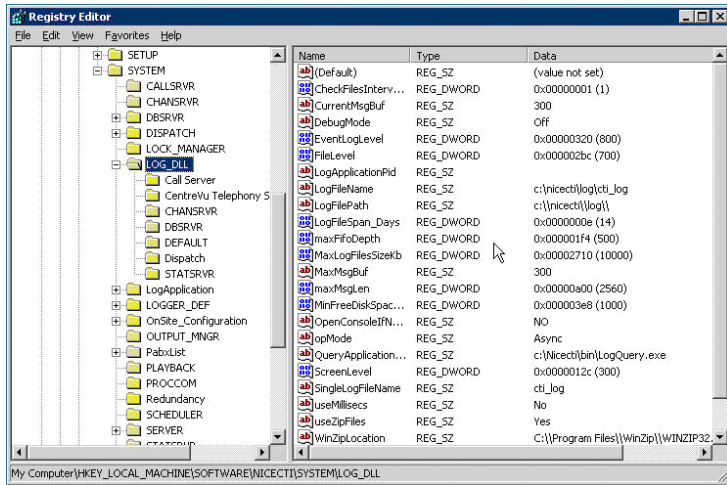 Registry Editor
File Edit View Favorites Help
SETUP
SYSTEM
CALLSRVR
CHANSRVR
DBSRVR
DISPATCH
LOCK_MANAGER
LOG_DLL
Call Server
CentreVu Telephony S
CHANSRVR
DBSRVR
DEFAULT
Dispatch
STATSRVR
LogApplication
LOGGER_DEF
OnSite_Configuration
OUTPUT_MNGR
PabxList
PLAYBACK
PROCCOM
Redundancy
SCHEDULER
SERVER
Name Type Data
(Default) REG_SZ (value not set)
CheckFilesInterv... REG_DWORD 0x00000001 (1)
CurrentMsgBuf REG_SZ 300
DebugMode REG_SZ Off
EventLogLevel REG_DWORD 0x00000320 (800)
FileLevel REG_DWORD 0x000002bc (700)
LogApplicationPid REG_SZ
LogFileName REG_SZ c:\nicecti\log\cti_log
LogFilePath REG_SZ c:\\nicecti\\log\\
LogFileSpan_Days REG_DWORD 0x0000000e (14)
maxFifoDepth REG_DWORD 0x000001f4 (500)
MaxLogFilesSizeKb REG_DWORD 0x00002710 (10000)
MaxMsgBuf REG_SZ 300
maxMsgLen REG_DWORD 0x00000a00 (2560)
MinFreeDiskSpac... REG_DWORD 0x000003e8 (1000)
OpenConsoleIfN... REG_SZ NO
opMode REG_SZ Async
QueryApplication... REG_SZ c:\Nicecti\bin\LogQuery.exe
ScreenLevel REG_DWORD 0x0000012c (300)
SingleLogFileName REG_SZ cti_log
useMillisecs REG_SZ No
useZipFiles REG_SZ Yes
WinZipLocation REG_SZ C:\\Program Files\\WinZip\\WINZIP32.
My Computer\HKEY_LOCAL_MACHINE\SOFTWARE\NICECTI\SYSTEM\LOG_DLL